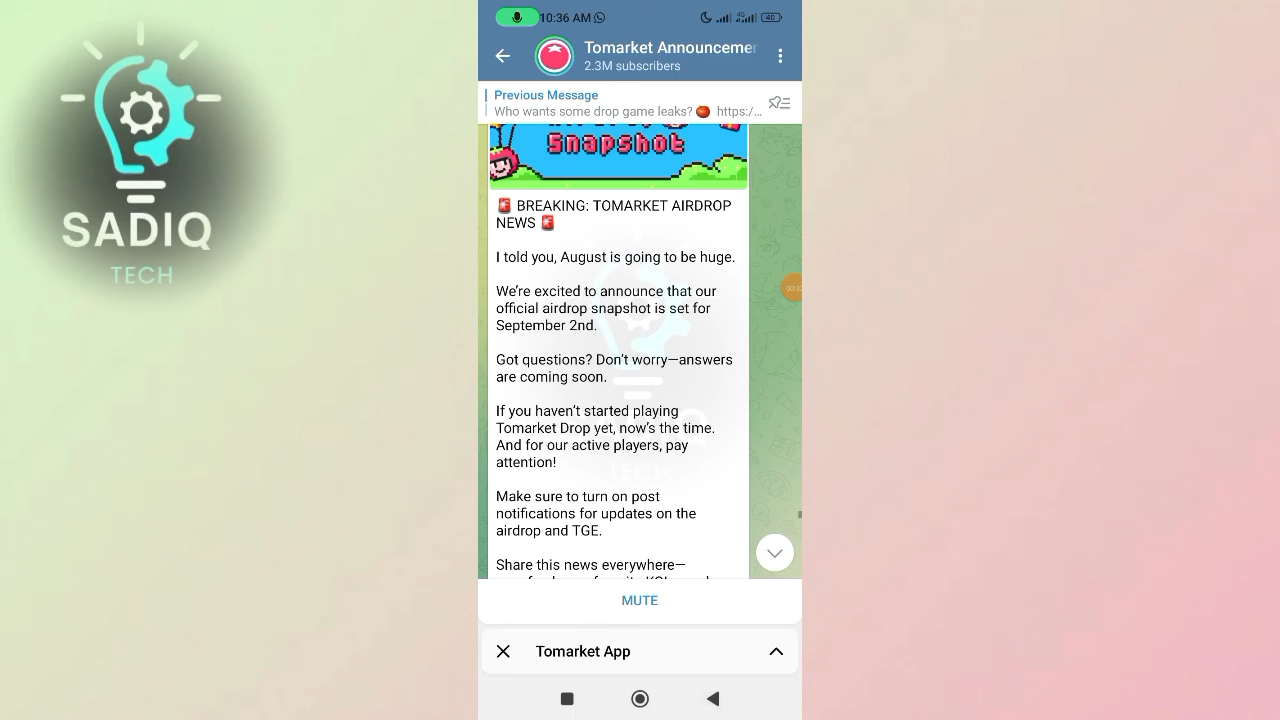 10:36 AM
4G
40
Tomarket Announceme
2.3M subscribers
Previous Message
Who wants some drop game leaks? 🍅 https:/...
Snapshot
🚨 BREAKING: TOMARKET AIRDROP
NEWS 🚨
I told you, August is going to be huge.
We’re excited to announce that our
official airdrop snapshot is set for
September 2nd.
Got questions? Don’t worry—answers
are coming soon.
If you haven’t started playing
Tomarket Drop yet, now’s the time.
And for our active players, pay
attention!
Make sure to turn on post
notifications for updates on the
airdrop and TGE.
Share this news everywhere—
MUTE
Tomarket App
SADIQ
TECH